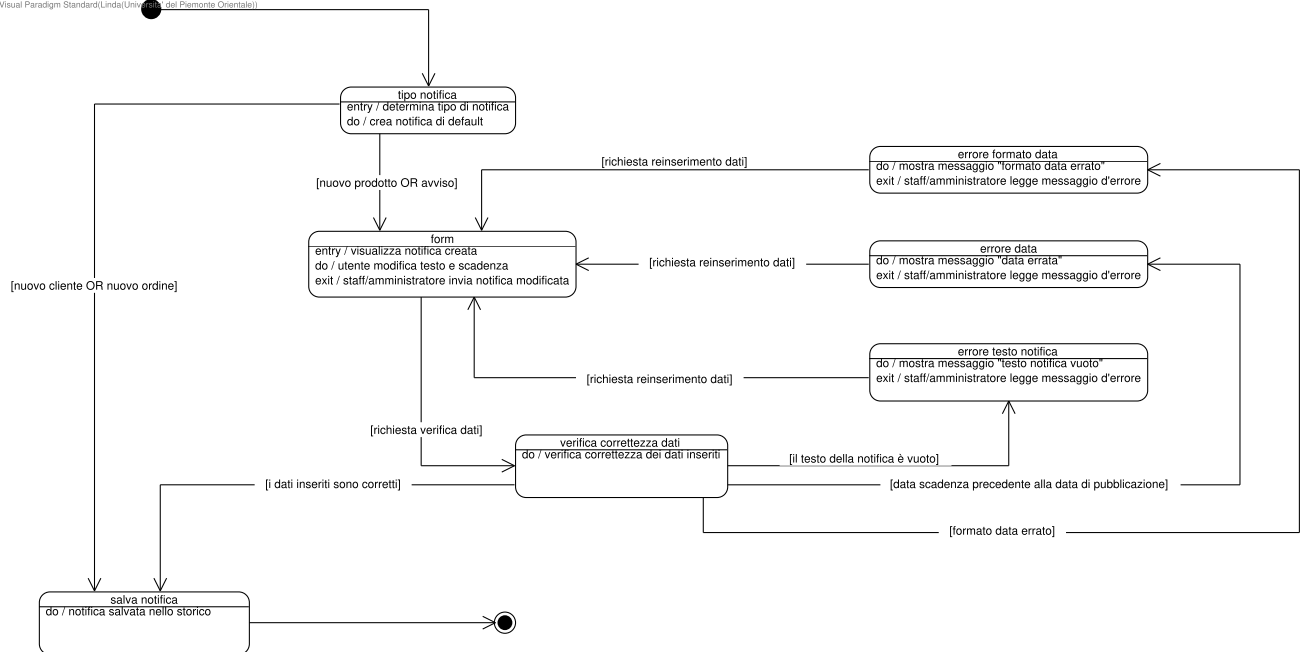 Visual Paradigm Standard(Linda(Universita' del Piemonte Orientale))
tipo notifica
entry / determina tipo di notifica
do / crea notifica di default
errore formato data
do / mostra messaggio "formato data errato"
exit / staff/amministratore legge messaggio d'errore
[richiesta reinserimento dati]
[nuovo prodotto OR avviso]
form
entry / visualizza notifica creata
do / utente modifica testo e scadenza
exit / staff/amministratore invia notifica modificata
[richiesta reinserimento dati]
errore data
do / mostra messaggio "data errata"
exit / staff/amministratore legge messaggio d'errore
[nuovo cliente OR nuovo ordine]
errore testo notifica
do / mostra messaggio "testo notifica vuoto"
exit / staff/amministratore legge messaggio d'errore
[richiesta reinserimento dati]
[richiesta verifica dati]
verifica correttezza dati
do / verifica correttezza dei dati inseriti
[il testo della notifica è vuoto]
[i dati inseriti sono corretti]
[data scadenza precedente alla data di pubblicazione]
[formato data errato]
salva notifica
do / notifica salvata nello storico